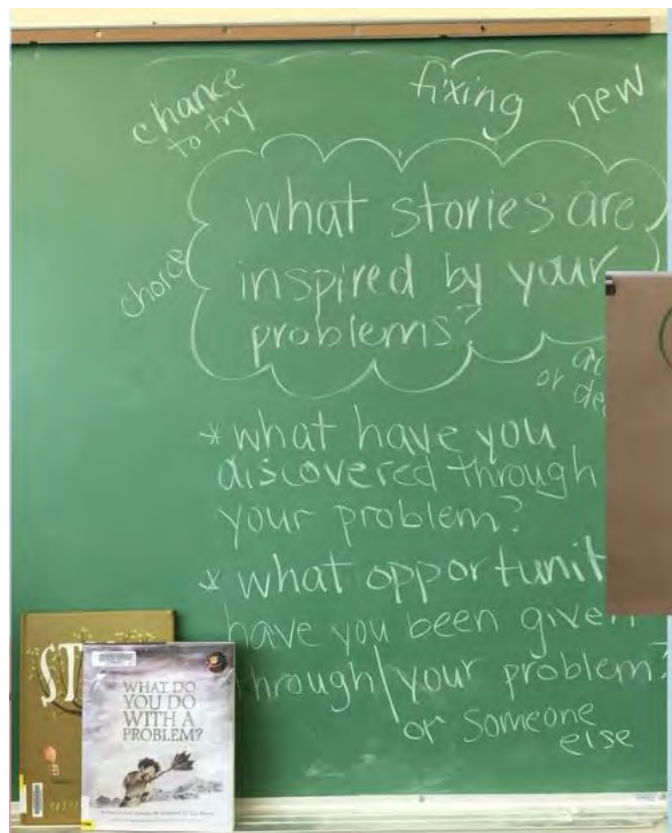 chance
to try
fixing
new
choice
what stories are
inspired by your
problems?
or
* what have you
discovered through
your problem?
* what opportunit
have you been given
through your problem?
or someone
else
ST
WHAT DO
YOU DO
WITH A
PROBLEM?